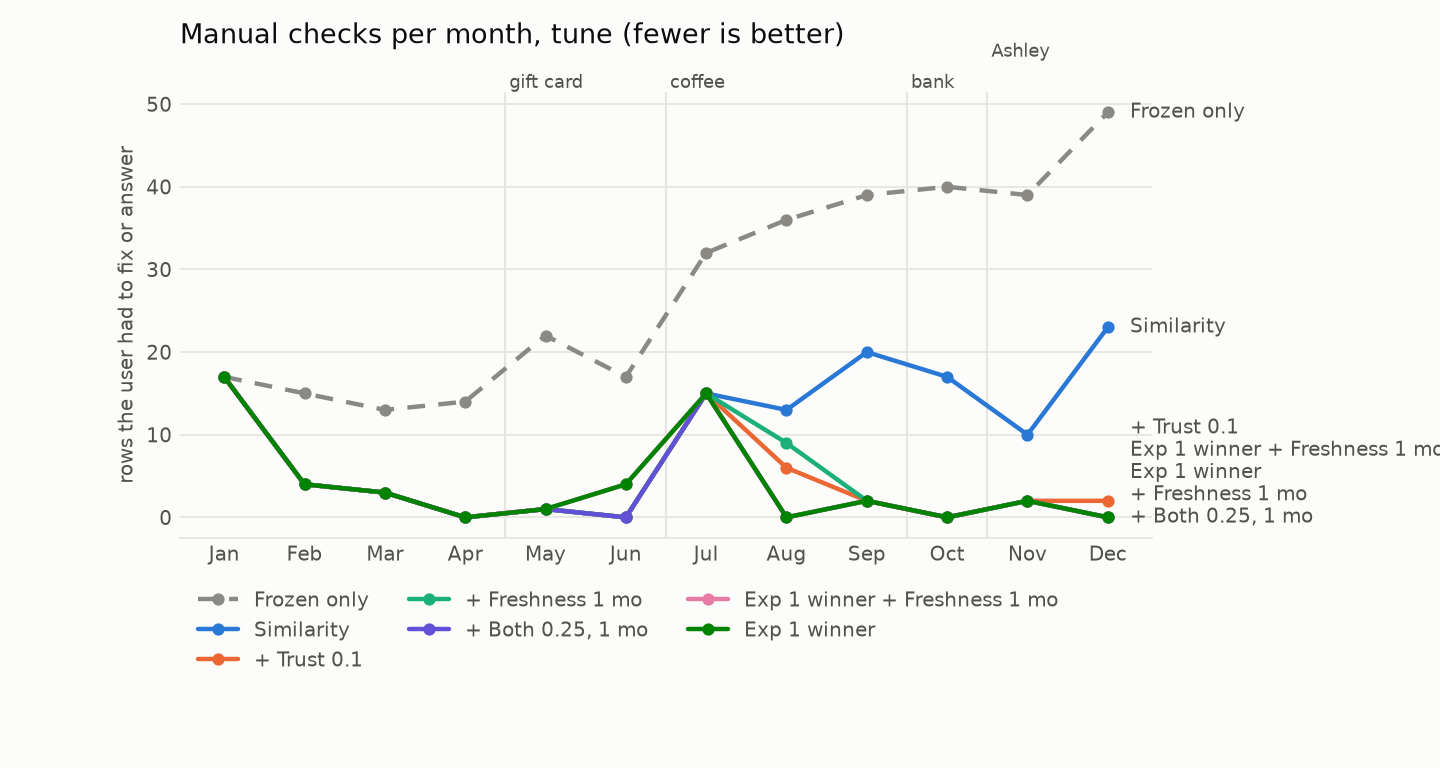 Manual checks per month, tune (fewer is better)
Ashley
gift card
coffee
bank
rows the user had to fix or answer
50
40
30
20
10
0
Frozen only
Similarity
+ Trust 0.1
Exp 1 winner + Freshness 1 mo
Exp 1 winner
+ Freshness 1 mo
+ Both 0.25, 1 mo
Jan Feb Mar Apr May Jun Jul Aug Sep Oct Nov Dec
Frozen only
Similarity
+ Trust 0.1
+ Freshness 1 mo
+ Both 0.25, 1 mo
Exp 1 winner + Freshness 1 mo
Exp 1 winner